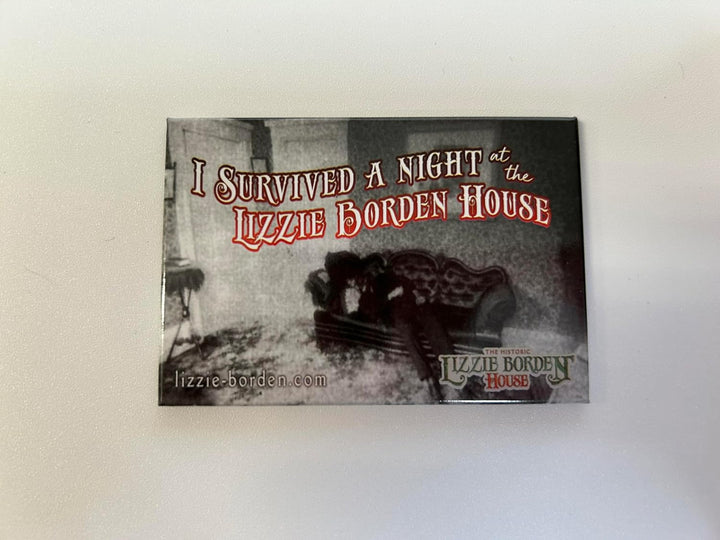 I SURVIVED A NIGHT at the
LIZZIE BORDEN HOUSE
lizzie-borden.com
THE HISTORIC
LIZZIE BORDEN
HOUSE